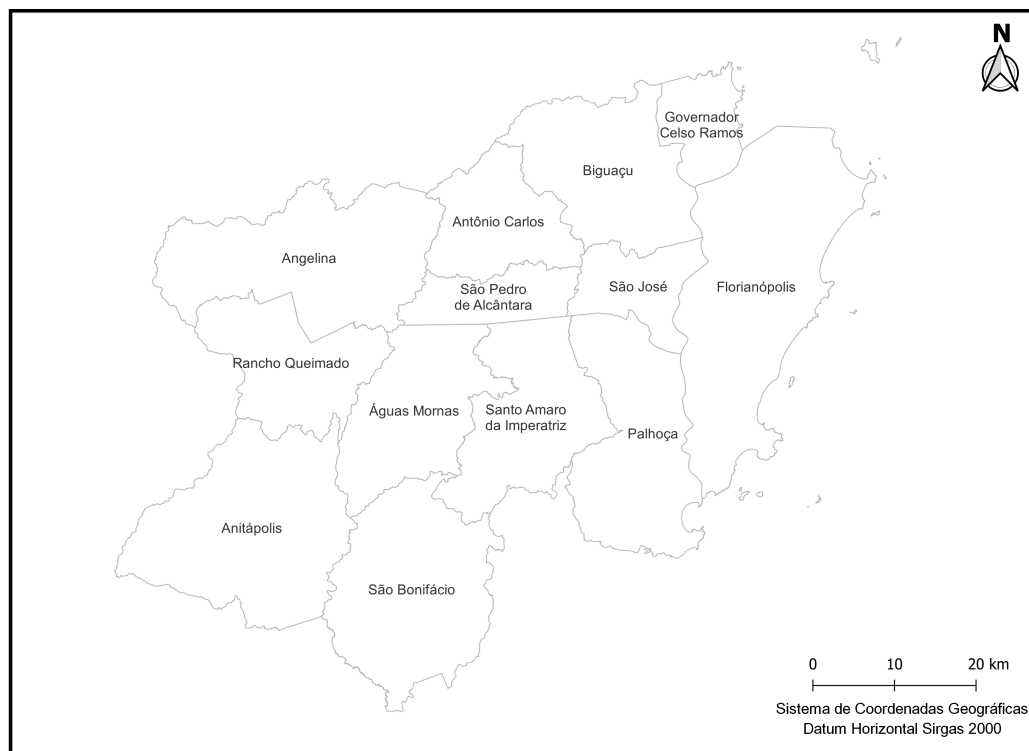 N
Governador
Celso Ramos
Biguaçu
Antônio Carlos
Angelina
São Pedro
de Alcântara
São José
Florianópolis
Rancho Queimado
Águas Mornas
Santo Amaro
da Imperatriz
Palhoça
Anitápolis
São Bonifácio
0 10 20 km
Sistema de Coordenadas Geográficas
Datum Horizontal Sirgas 2000